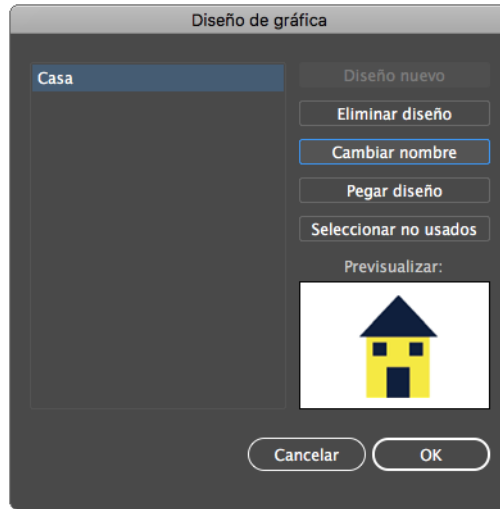 Diseño de gráfica
Casa
Diseño nuevo
Eliminar diseño
Cambiar nombre
Pegar diseño
Seleccionar no usados
Previsualizar:
Cancelar
OK